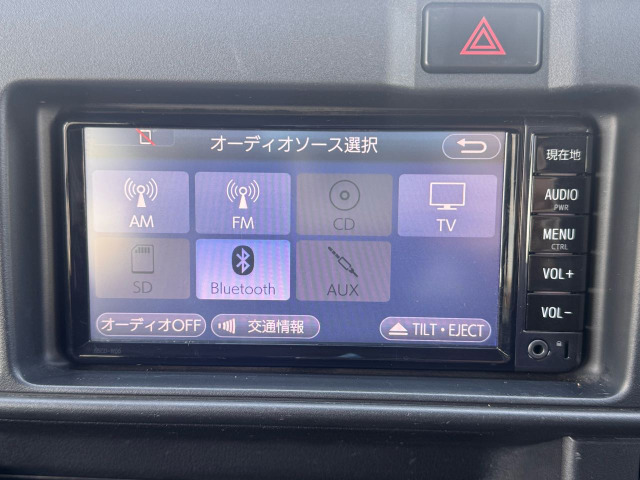 オーディオソース選択
AM
FM
CD
TV
SD
Bluetooth
AUX
オーディオOFF
交通情報
TILT・EJECT
現在地
AUDIO
PWR
MENU
CTRL
VOL+
VOL-